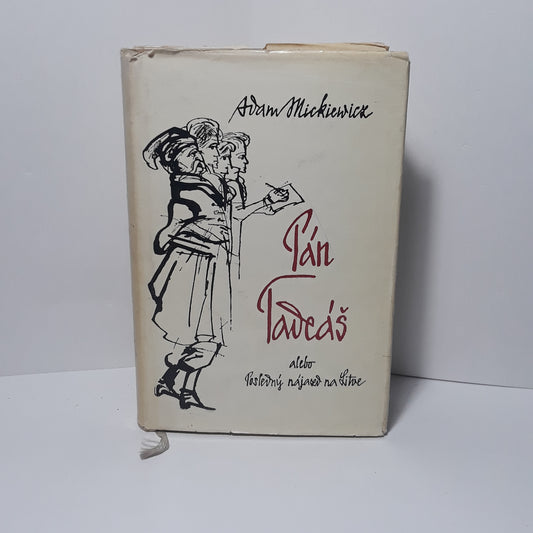 Adam Mickiewicz
Pán
Tadeáš
alebo
Posledný nájazd na Litve